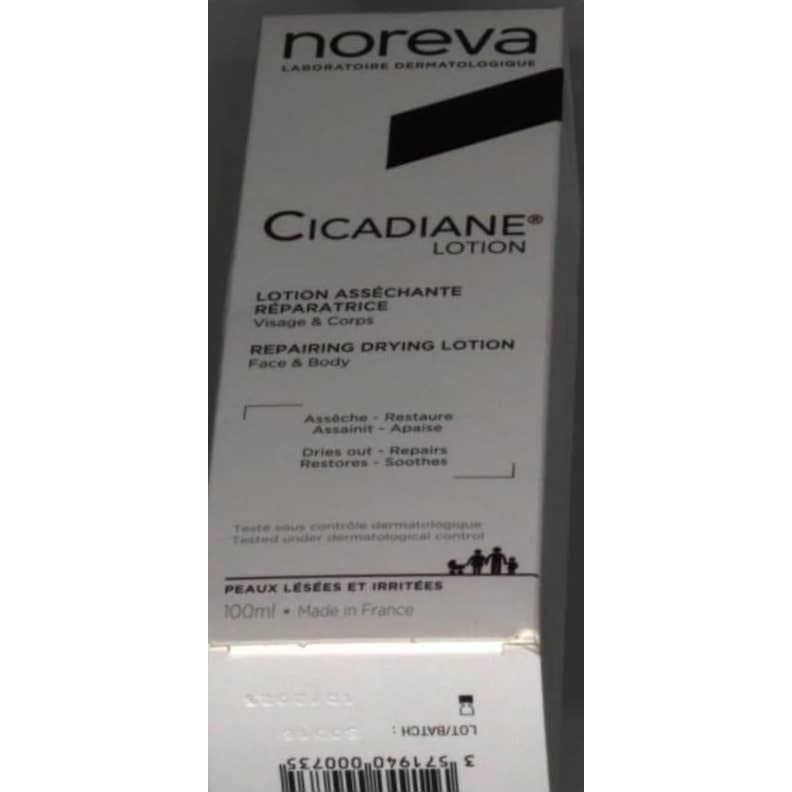 noreva
LABORATOIRE DERMATOLOGIQUE
CICADIANE®
LOTION
LOTION ASSÉCHANTE
RÉPARATRICE
Visage & Corps
REPAIRING DRYING LOTION
Face & Body
Assèche - Restaure
Assainit - Apaise
Dries out - Repairs
Restores - Soothes
Testé sous contrôle dermatologique
Tested under dermatological control
PEAUX LÉSÉES ET IRRITÉES
100ml • Made in France
LOT/BATCH :
3 571940 000735